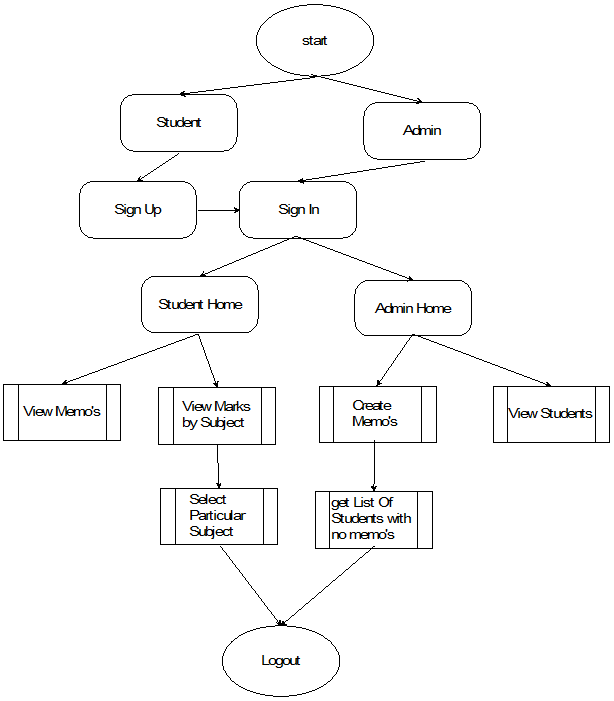 start
Student
Admin
Sign Up
Sign In
Student Home
Admin Home
View Memo's
View Marks
by Subject
Create
Memo's
View Students
Select
Particular
Subject
get List Of
Students with
no memo's
Logout